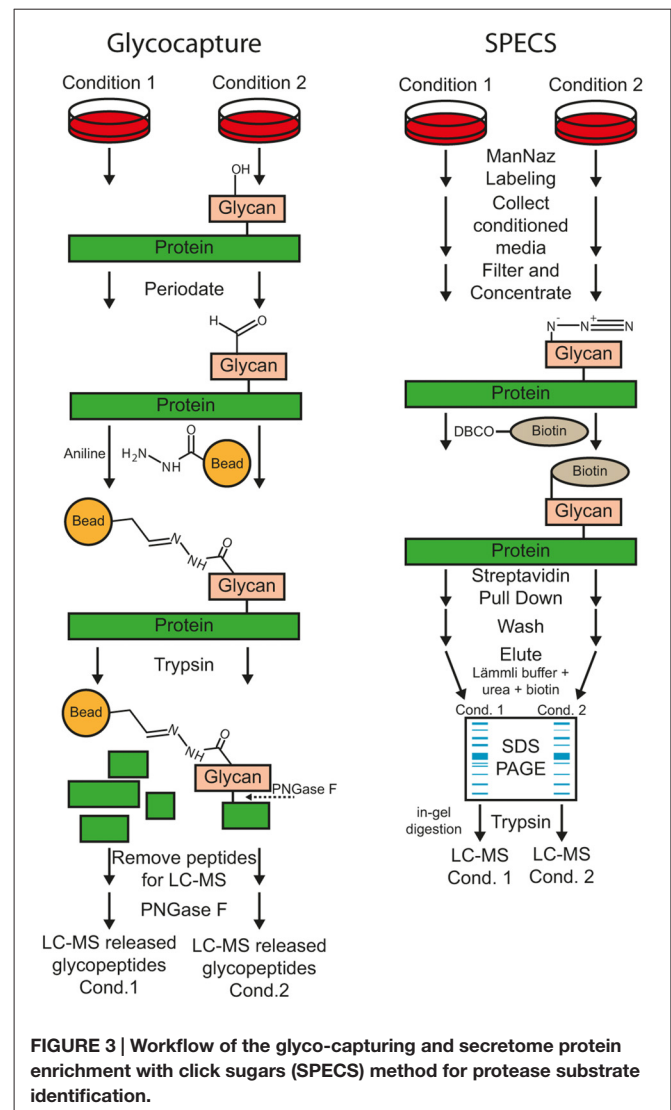 Glycocapture
Condition 1
Condition 2
OH
Glycan
Protein
Periodate
H
O
Glycan
Protein
Aniline
H2N
NH
O
Bead
Bead
N
NH
O
Glycan
Protein
Trypsin
Bead
N
NH
O
Glycan
PNGase F
Remove peptides
for LC-MS
PNGase F
LC-MS released
glycopeptides
Cond.1
LC-MS released
glycopeptides
Cond.2
SPECS
Condition 1
Condition 2
ManNaz
Labeling
Collect
conditioned
media
Filter and
Concentrate
N- N+ N
Glycan
Protein
DBCO
Biotin
Biotin
Glycan
Protein
Streptavidin
Pull Down
Wash
Elute
Lämmli buffer +
urea + biotin
Cond. 1
Cond. 2
SDS
PAGE
in-gel
digestion
Trypsin
LC-MS
Cond. 1
LC-MS
Cond. 2
FIGURE 3 | Workflow of the glyco-capturing and secretome protein
enrichment with click sugars (SPECS) method for protease substrate
identification.